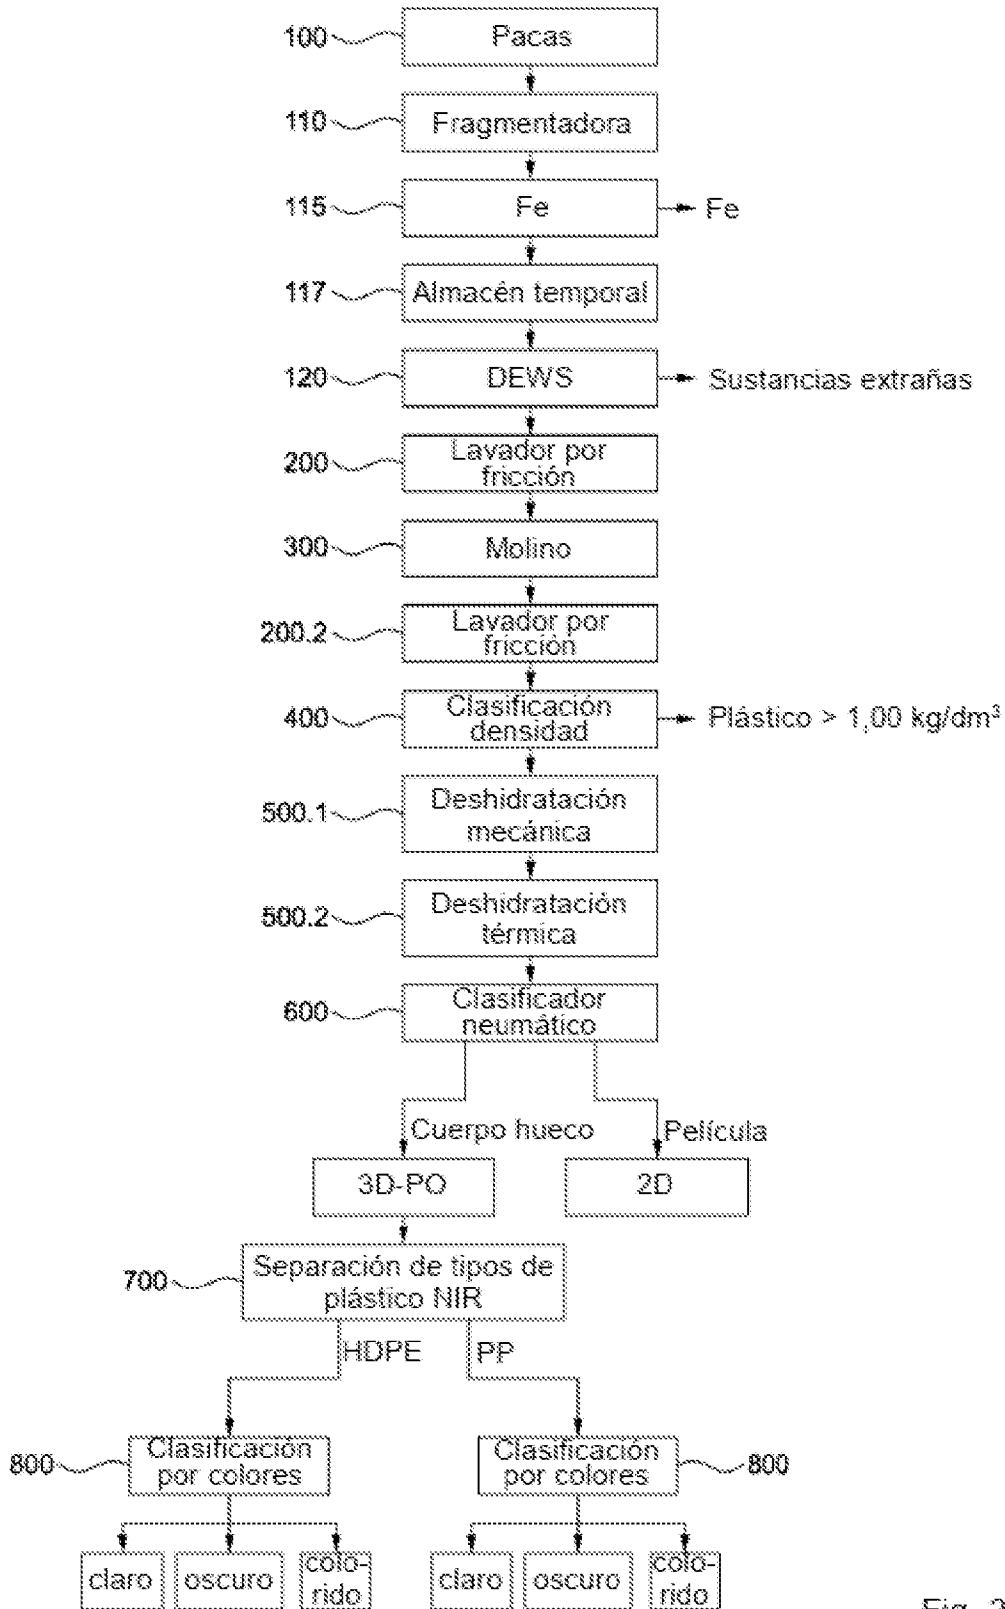 100 Pacas
110 Fragmentadora
115 Fe Fe
117 Almacén temporal
120 DEWS Sustancias extrañas
200 Lavador por
fricción
300 Molino
200.2 Lavador por
fricción
400 Clasificación
densidad
Plástico > 1,00 kg/dm³
500.1 Deshidratación
mecánica
500.2 Deshidratación
térmica
600 Clasificador
neumático
Cuerpo hueco Película
3D-PO 2D
700 Separación de tipos de
plástico NIR
HDPE PP
800 Clasificación
por colores
Clasificación
por colores 800
claro oscuro colo-
rido
claro oscuro colo-
rido